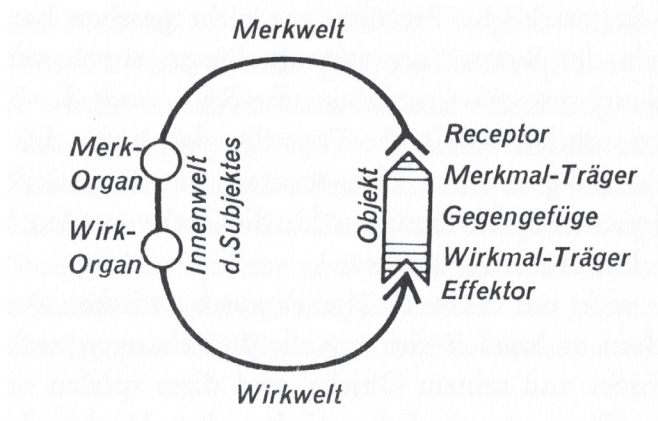 Merkwelt
Merk-
Organ
Wirk-
Organ
Innenwelt
d.Subjektes
Objekt
Receptor
Merkmal-Träger
Gegengefüge
Wirkmal-Träger
Effektor
Wirkwelt